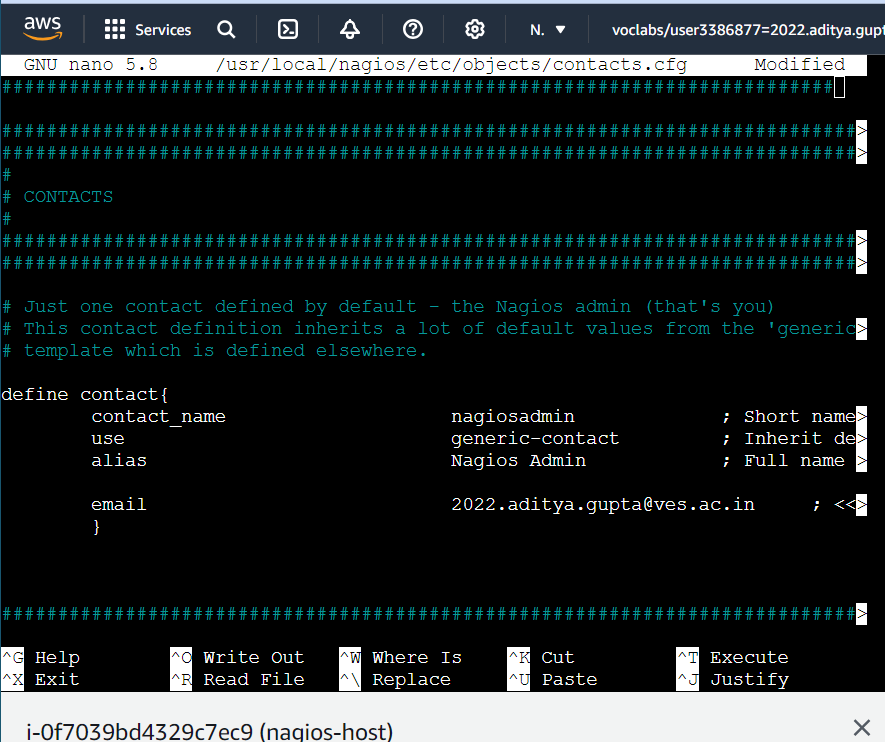 aws Services N. voclabs/user3386877=2022.aditya.gupt
GNU nano 5.8 /usr/local/nagios/etc/objects/contacts.cfg Modified
##########################################################################
############################################################################>
############################################################################>
#
# CONTACTS
#
############################################################################>
############################################################################>
# Just one contact defined by default - the Nagios admin (that's you)
# This contact definition inherits a lot of default values from the 'generic>
# template which is defined elsewhere.
define contact{
contact_name nagiosadmin ; Short name>
use generic-contact ; Inherit de>
alias Nagios Admin ; Full name >
email 2022.aditya.gupta@ves.ac.in ; <<>
}
############################################################################>
^G Help ^O Write Out ^W Where Is ^K Cut ^T Execute
^X Exit ^R Read File ^\ Replace ^U Paste ^J Justify
i-0f7039bd4329c7ec9 (nagios-host)